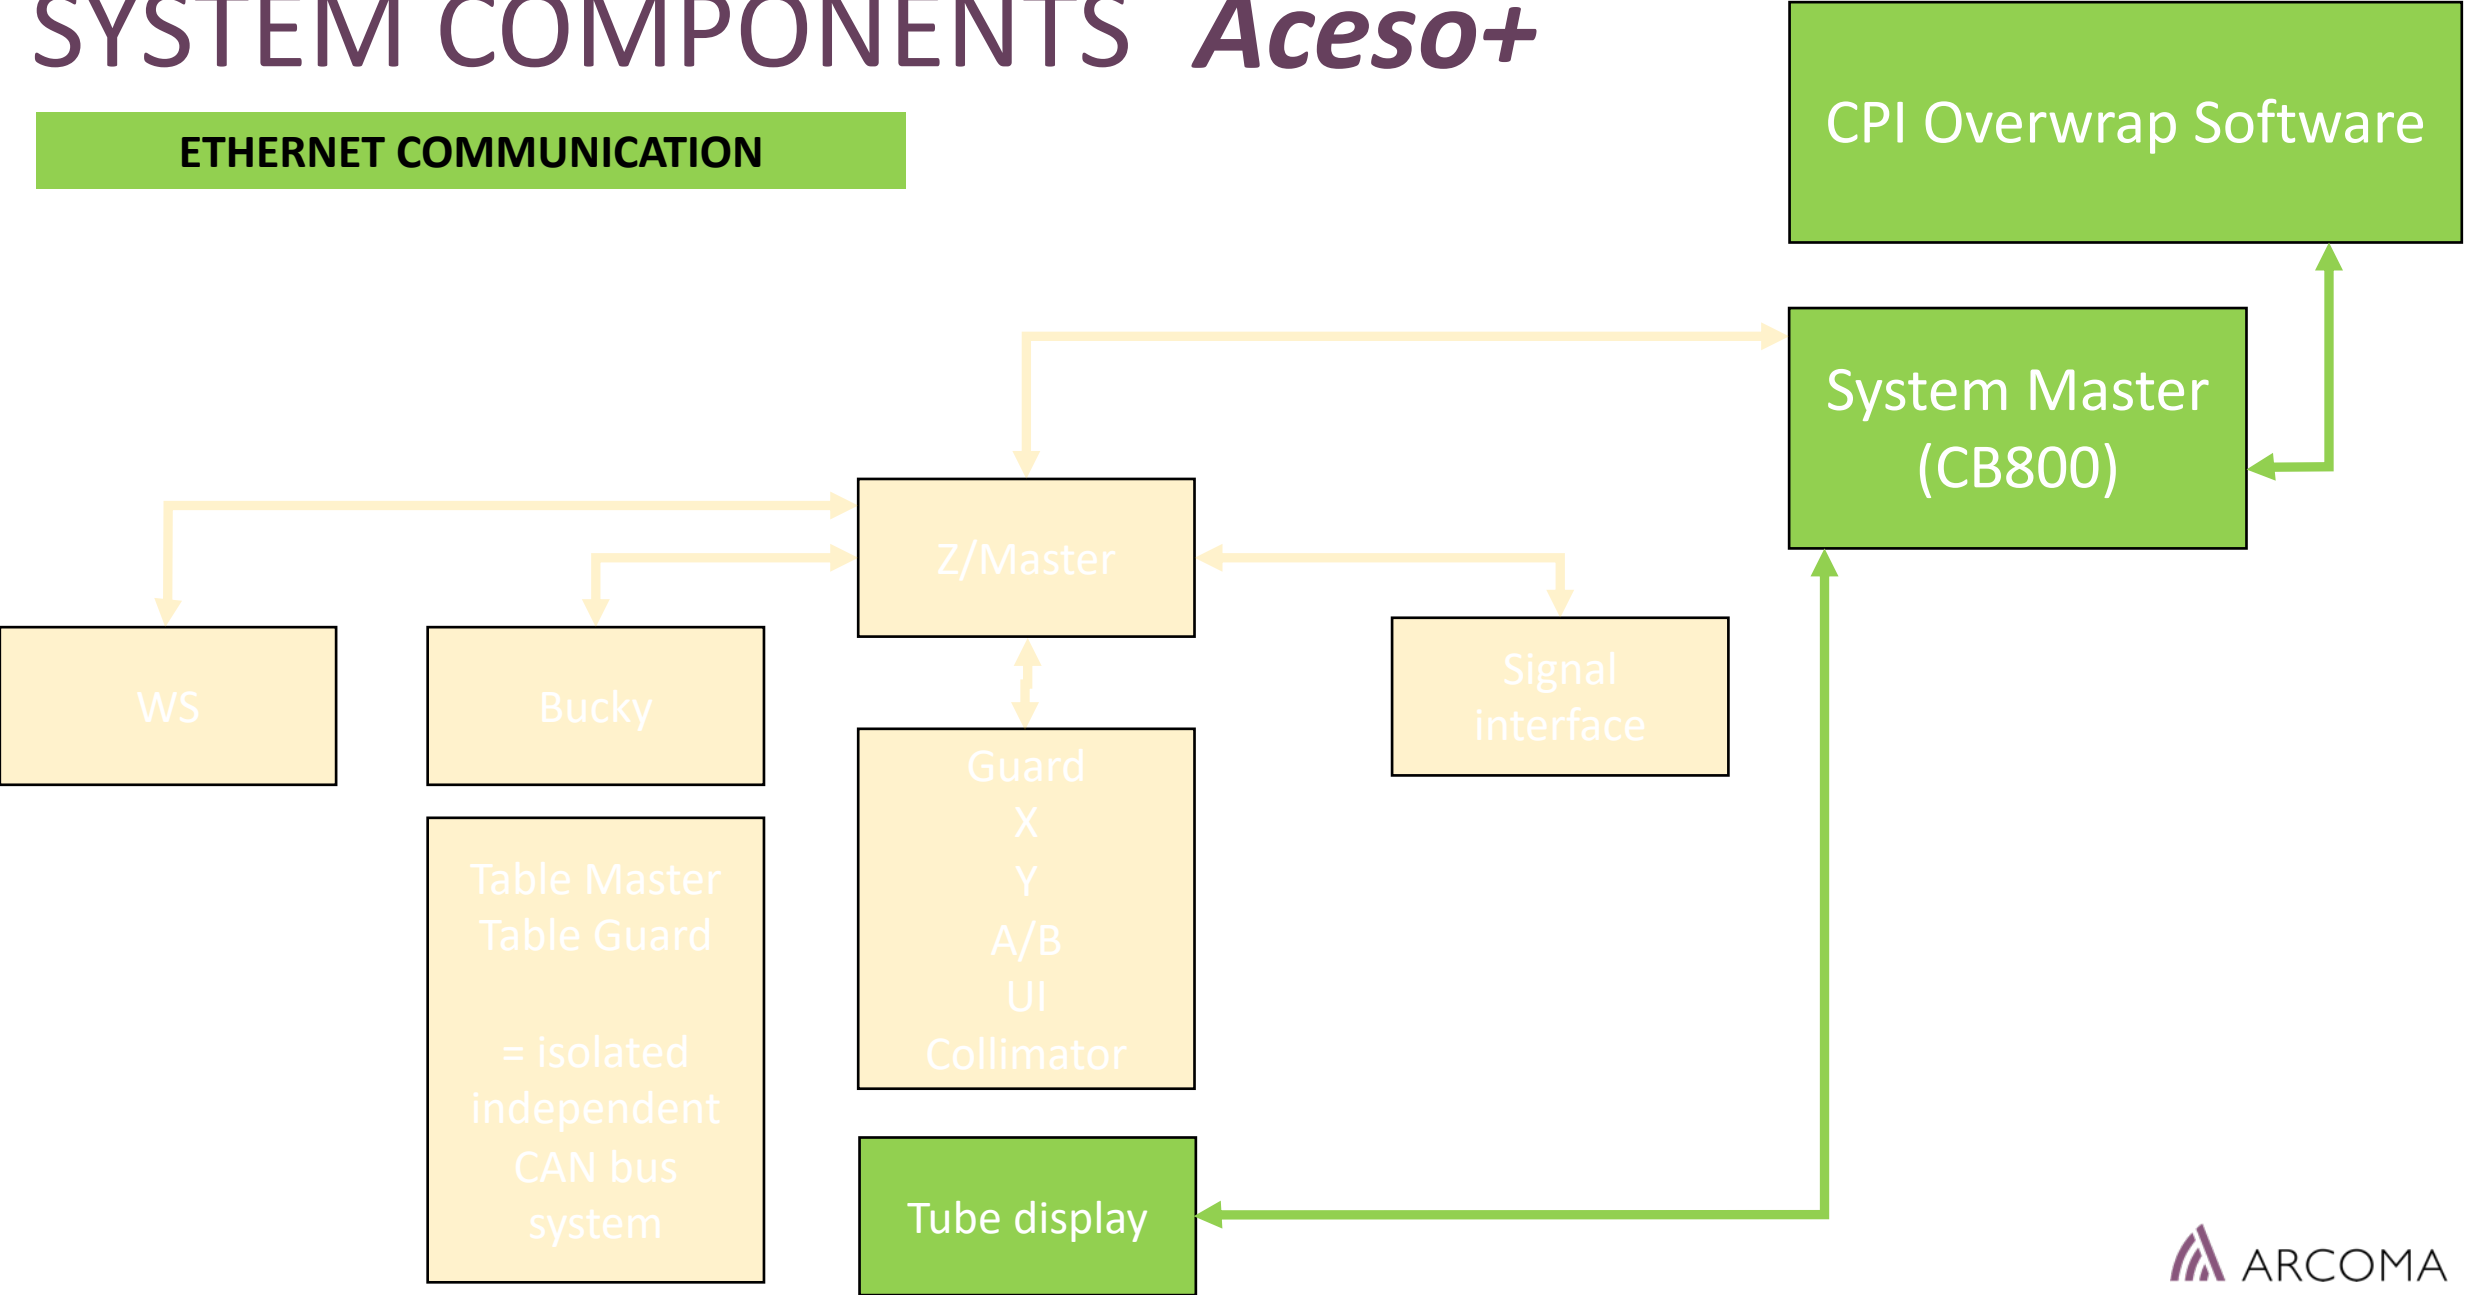 SYSTEM COMPONENTS Aceso+
ETHERNET COMMUNICATION
CPI Overwrap Software
System Master
(CB800)
Z/Master
WS
Bucky
Signal
interface
Guard
X
Y
A/B
UI
Collimator
Table Master
Table Guard
= isolated
independent
CAN bus
system
Tube display
ARCOMA